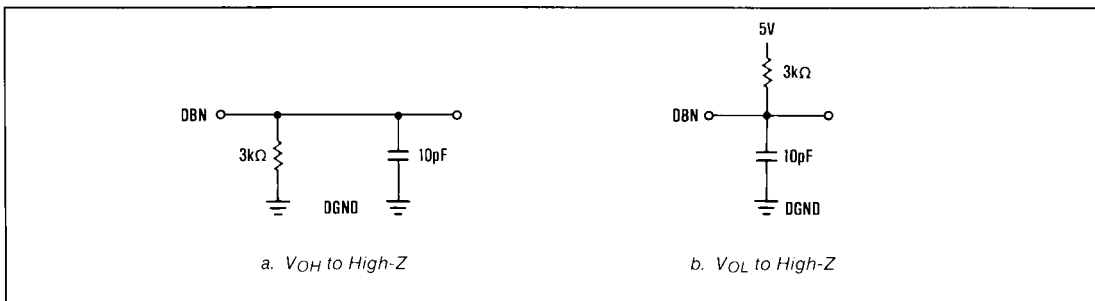 DBN
3kΩ
10pF
DGND
a. VOH to High-Z
5V
3kΩ
DBN
10pF
DGND
b. VOL to High-Z